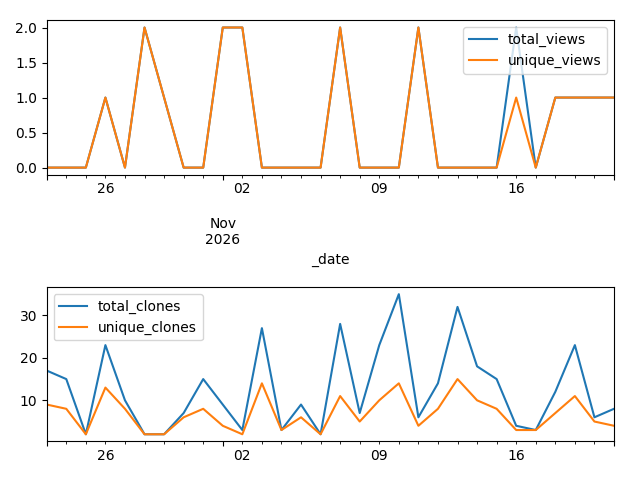 2.0
1.5
1.0
0.5
0.0
total_views
unique_views
26
02
09
16
Nov
2026
_date
30
20
10
total_clones
unique_clones
26
02
09
16